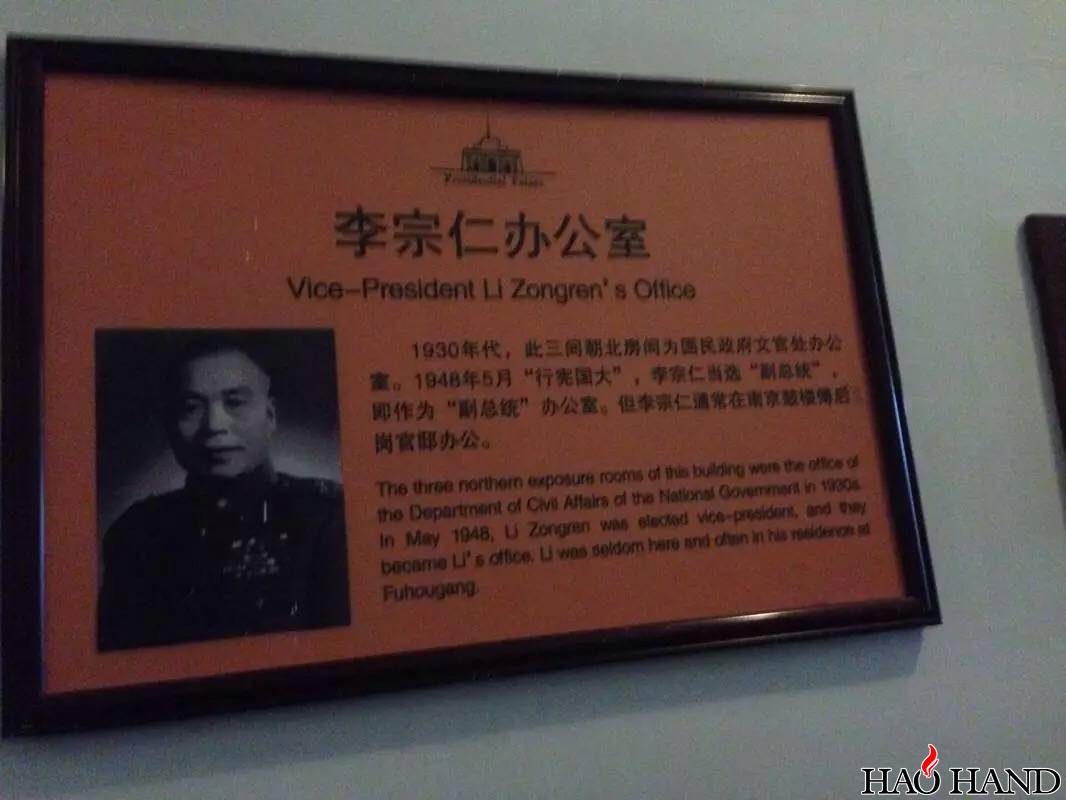 Presidential Palace
李宗仁办公室
Vice-President Li Zongren's Office
1930年代，此三间朝北房间为国民政府文官处办公
室。1948年5月“行宪国大”，李宗仁当选“副总统”，
即作为“副总统”办公室。但李宗仁通常在南京鼓楼傅后
岗官邸办公。
The three northern exposure rooms of this building were the office of
the Department of Civil Affairs of the National Government in 1930s.
In May 1948, Li Zongren was elected vice-president, and they
became Li's office. Li was seldom here and often in his residence at
Fuhougang.
HAO HAND